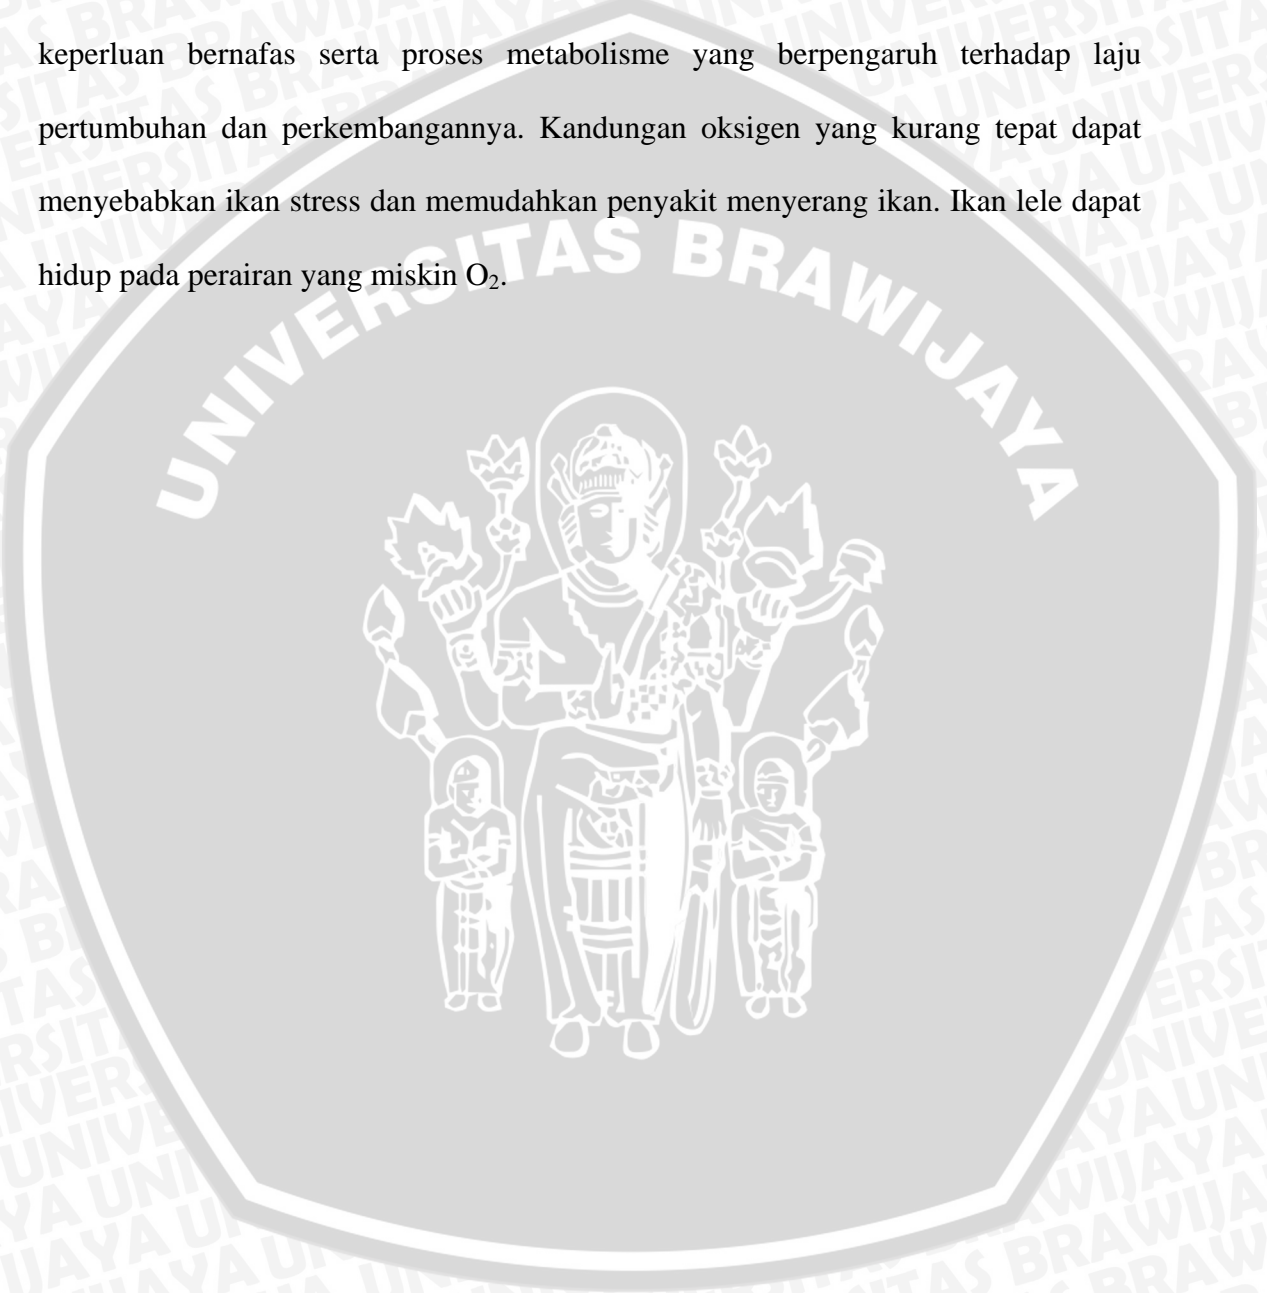 keperluan bernafas serta proses metabolisme yang berpengaruh terhadap laju
pertumbuhan dan perkembangannya. Kandungan oksigen yang kurang tepat dapat
menyebabkan ikan stress dan memudahkan penyakit menyerang ikan. Ikan lele dapat
hidup pada perairan yang miskin O₂.
UNIVERSITAS BRAWIJAYA